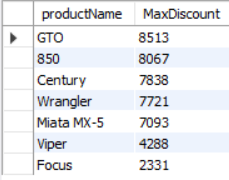 productName MaxDiscount
GTO 8513
850 8067
Century 7838
Wrangler 7721
Miata MX-5 7093
Viper 4288
Focus 2331